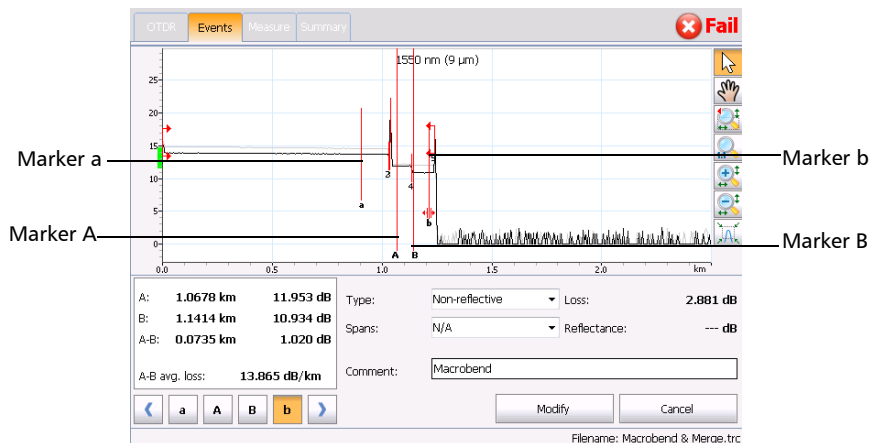 OTDR Events Measure Summary Fail
1550 nm (9 µm)
25
20
15
10
5
0
3
4
a
b
A B
0.0 0.5 1.0 1.5 2.0 km
Marker a
Marker b
Marker A
Marker B
A: 1.0678 km 11.953 dB
B: 1.1414 km 10.934 dB
A-B: 0.0735 km 1.020 dB
A-B avg. loss: 13.865 dB/km
a A B b
Type: Non-reflective Loss: 2.881 dB
Spans: N/A Reflectance: --- dB
Comment: Macrobend
Modify Cancel
Filename: Macrobend & Merge.trc